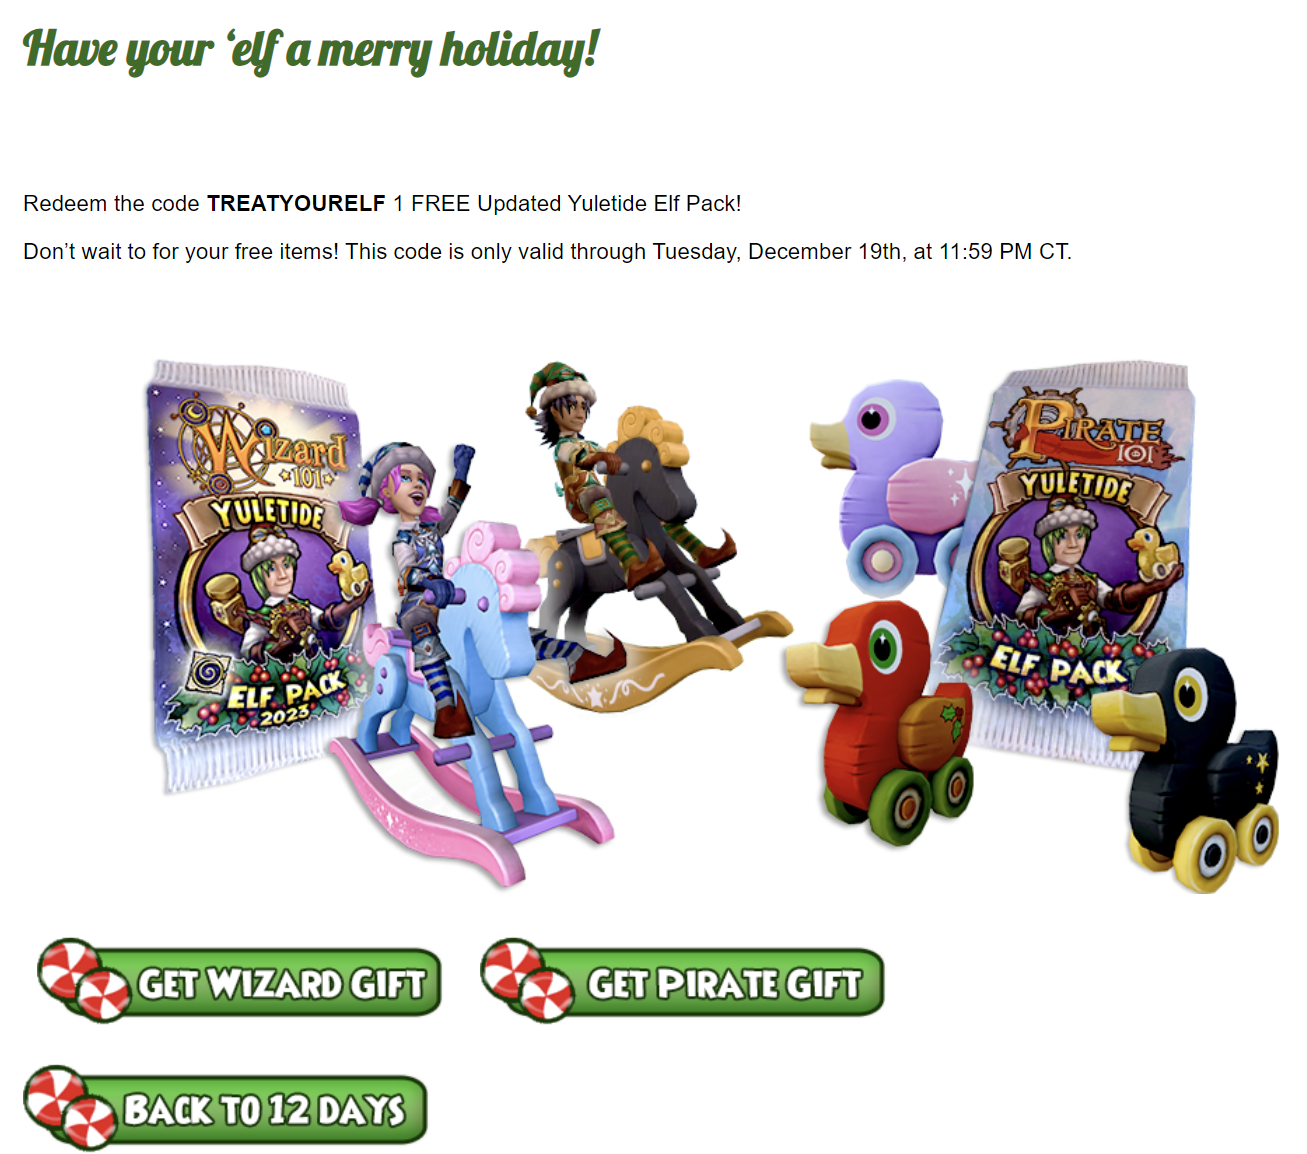 Have your ‘elf a merry holiday!
Redeem the code TREATYOURELF 1 FREE Updated Yuletide Elf Pack!
Don’t wait to for your free items! This code is only valid through Tuesday, December 19th, at 11:59 PM CT.
Wizard
101
YULETIDE
ELF PACK
2023
PIRATE
101
YULETIDE
ELF PACK
GET WIZARD GIFT
GET PIRATE GIFT
BACK TO 12 DAYS